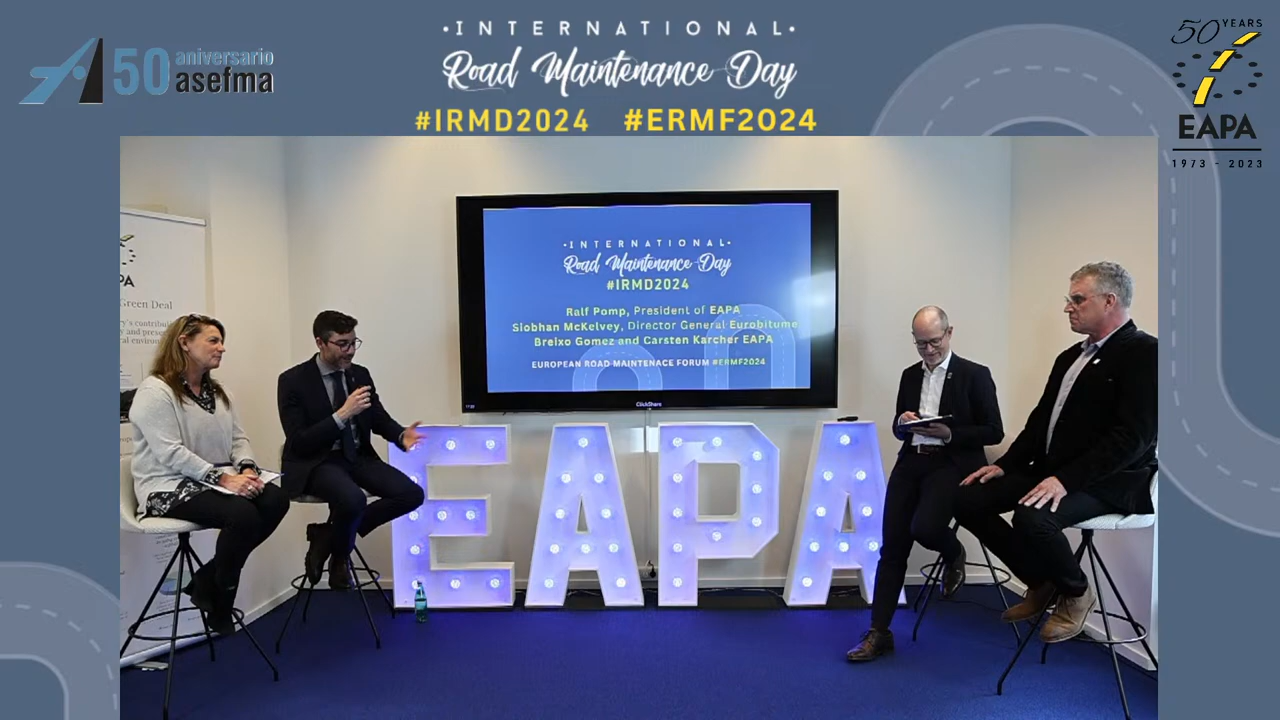 50 aniversario
asefma
·INTERNATIONAL·
Road Maintenance Day
#IRMD2024 #ERMF2024
50 YEARS
EAPA
1973 - 2023
·INTERNATIONAL·
Road Maintenance Day
#IRMD2024
Ralf Pomp, President of EAPA
Siobhan McKelvey, Director General Eurobitume
Breixo Gomez and Carsten Karcher EAPA
EUROPEAN ROAD MAINTENACE FORUM #ERMF2024
ClickShare
PA
Green Deal
EAPA